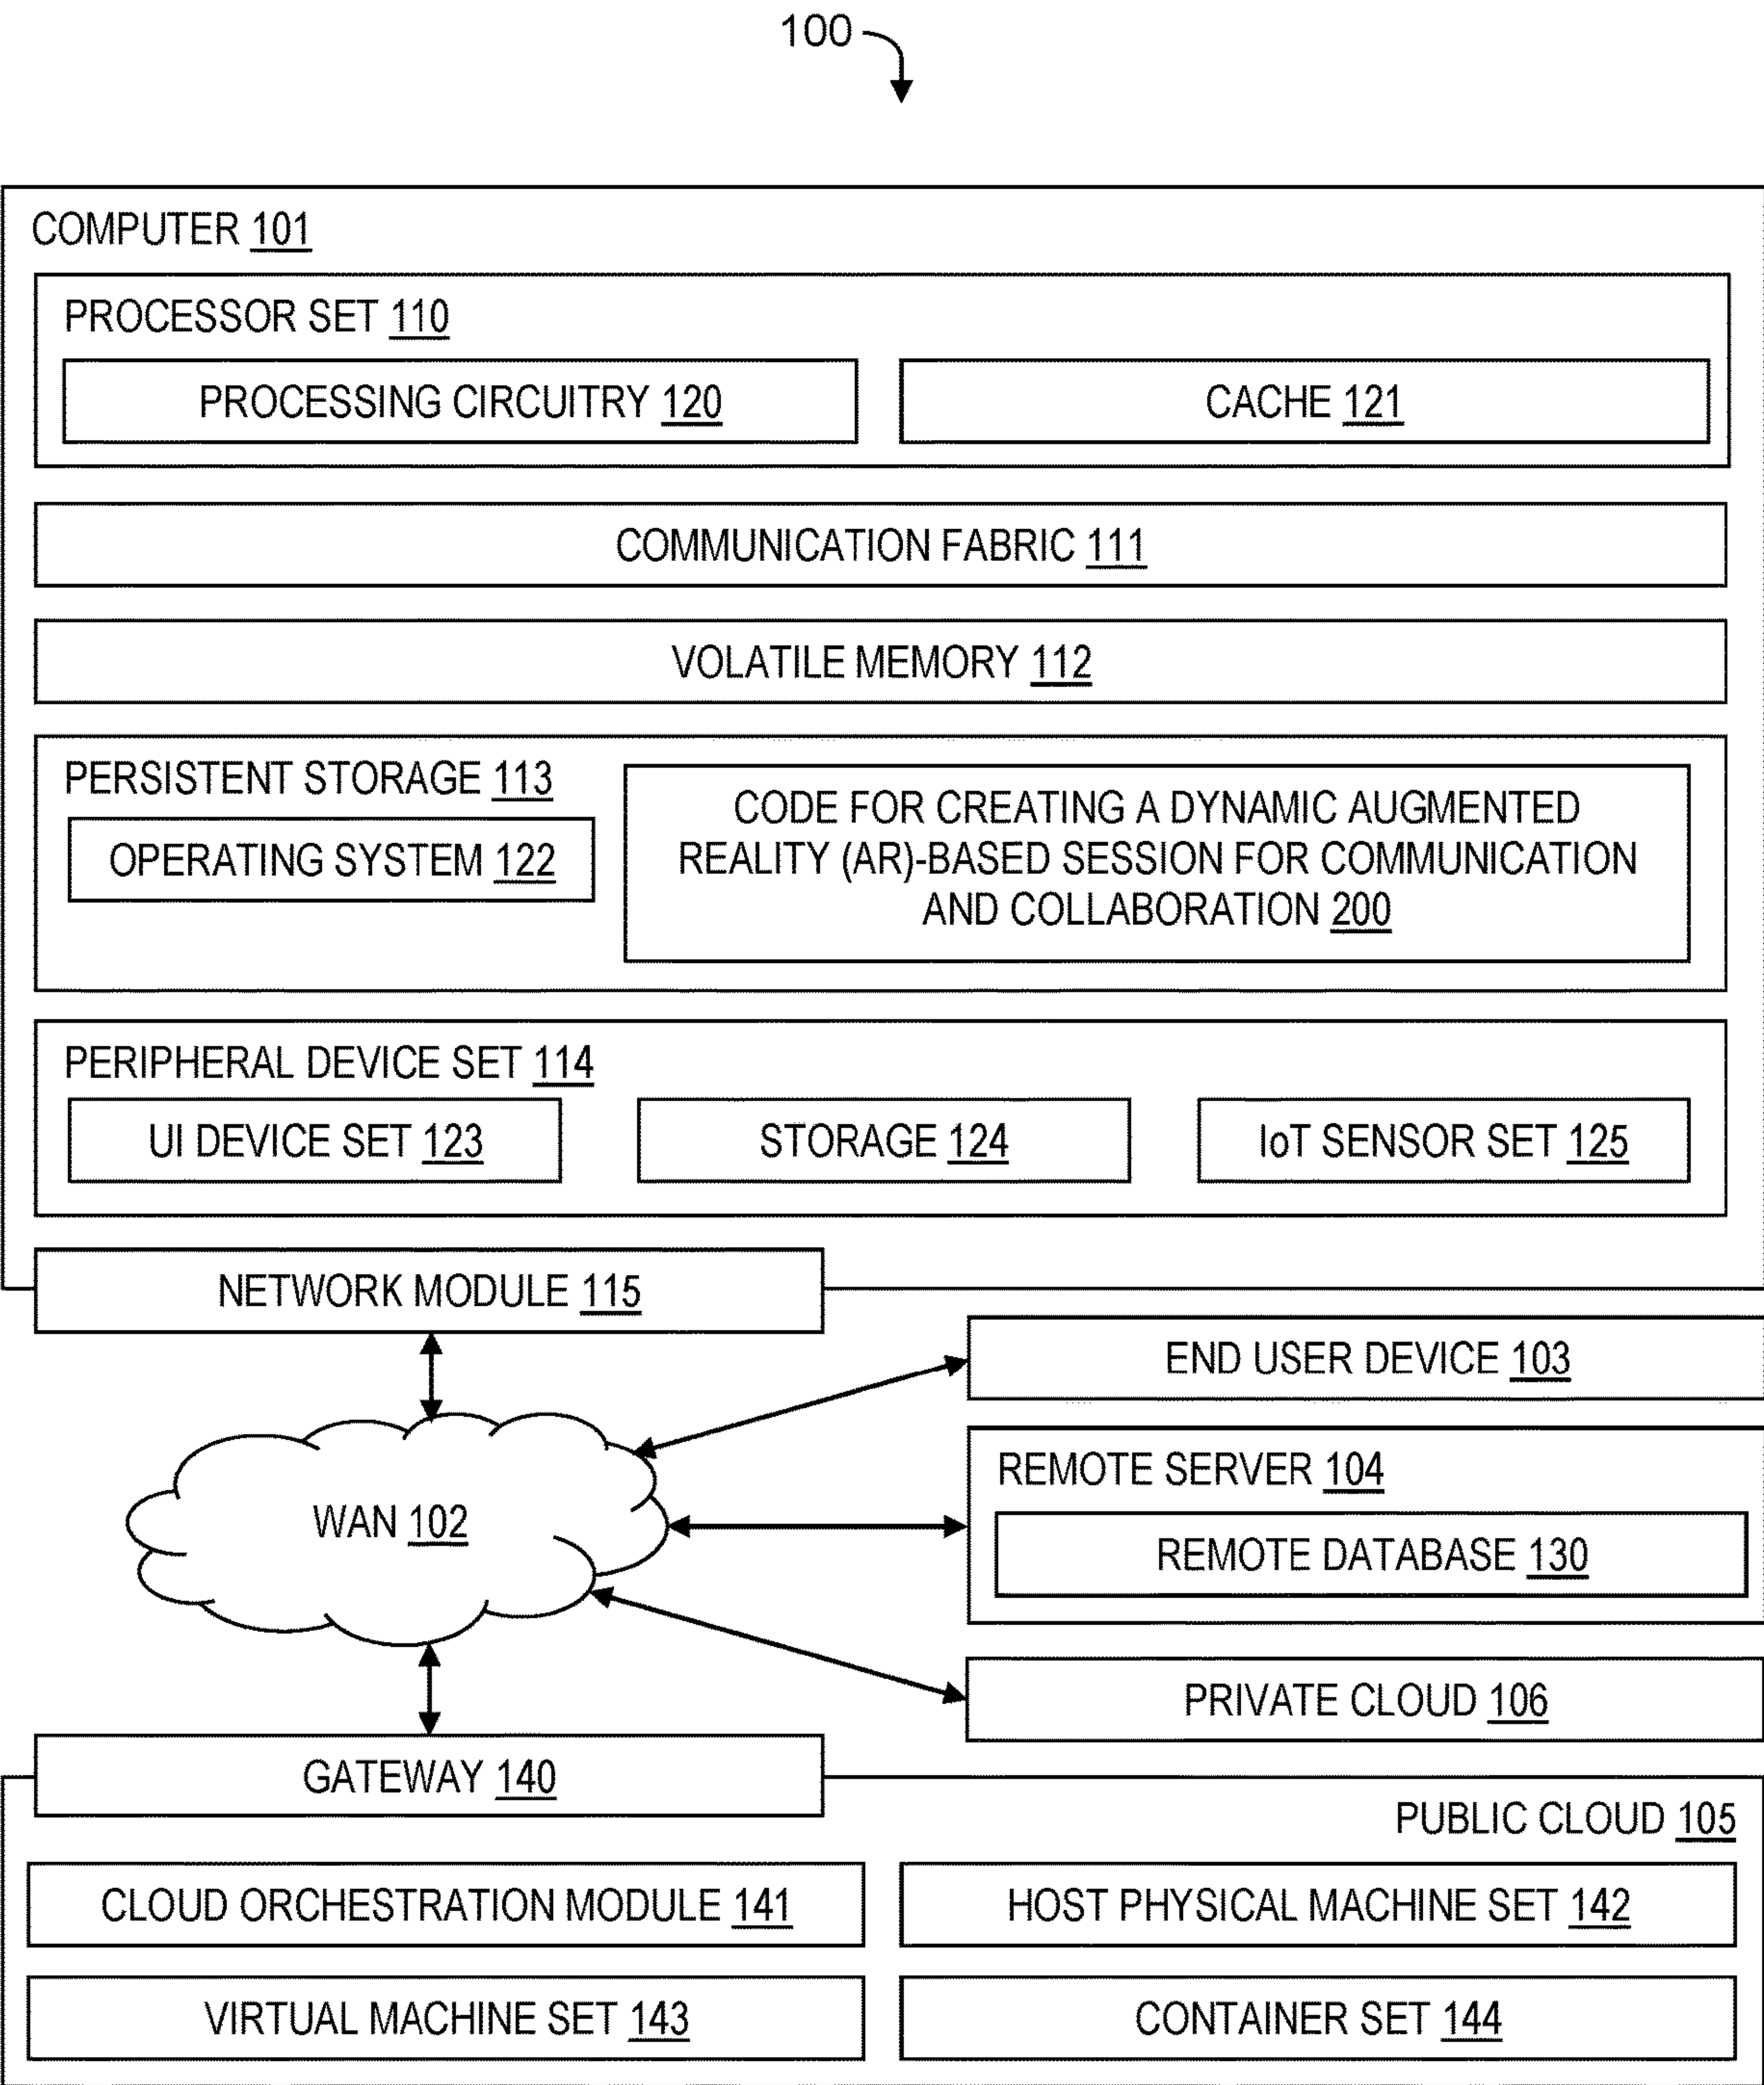 100
COMPUTER 101
PROCESSOR SET 110
PROCESSING CIRCUITRY 120
CACHE 121
COMMUNICATION FABRIC 111
VOLATILE MEMORY 112
PERSISTENT STORAGE 113
OPERATING SYSTEM 122
CODE FOR CREATING A DYNAMIC AUGMENTED
REALITY (AR)-BASED SESSION FOR COMMUNICATION
AND COLLABORATION 200
PERIPHERAL DEVICE SET 114
UI DEVICE SET 123
STORAGE 124
IoT SENSOR SET 125
NETWORK MODULE 115
END USER DEVICE 103
REMOTE SERVER 104
WAN 102
REMOTE DATABASE 130
PRIVATE CLOUD 106
GATEWAY 140
PUBLIC CLOUD 105
CLOUD ORCHESTRATION MODULE 141
HOST PHYSICAL MACHINE SET 142
VIRTUAL MACHINE SET 143
CONTAINER SET 144